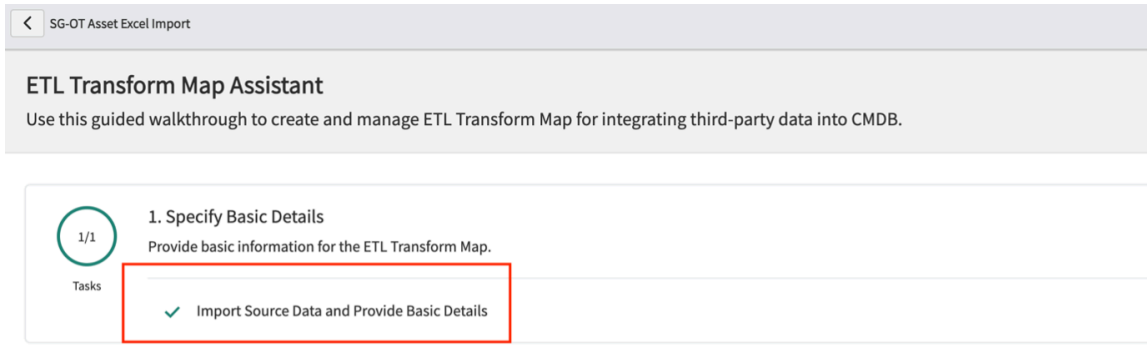 SG-OT Asset Excel Import
ETL Transform Map Assistant
Use this guided walkthrough to create and manage ETL Transform Map for integrating third-party data into CMDB.
1/1
Tasks
1. Specify Basic Details
Provide basic information for the ETL Transform Map.
Import Source Data and Provide Basic Details